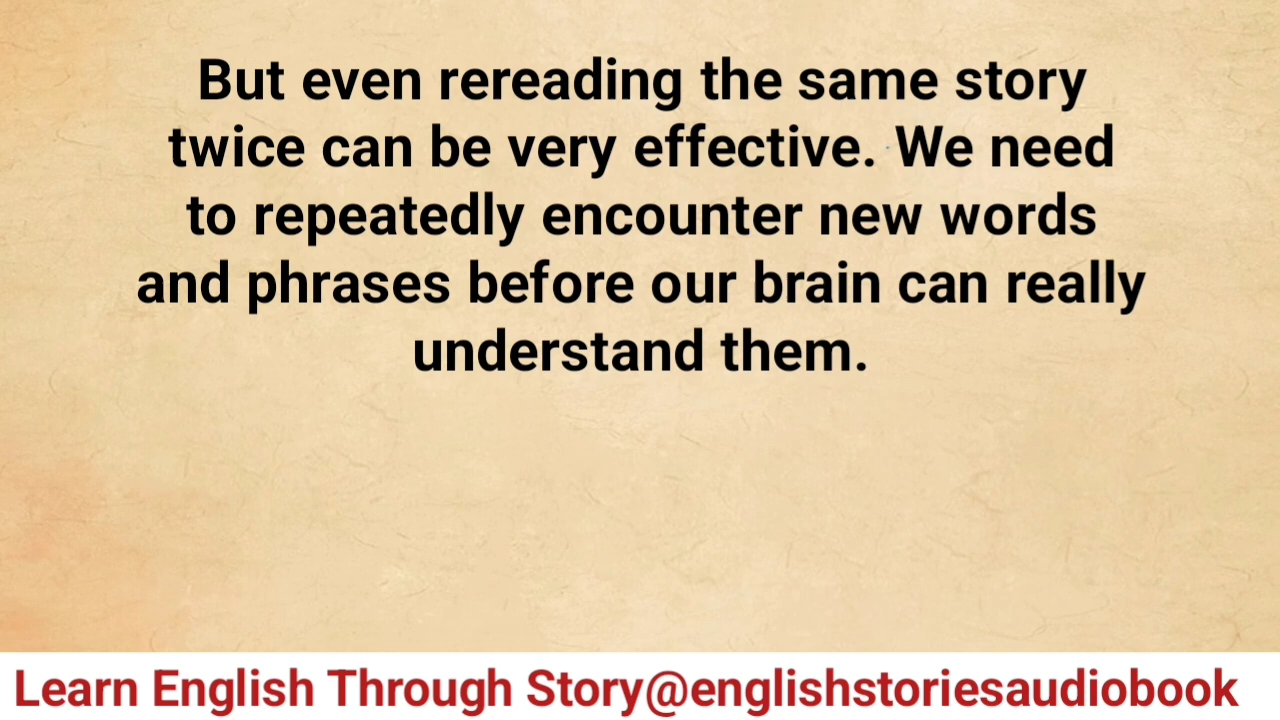 But even rereading the same story
twice can be very effective. We need
to repeatedly encounter new words
and phrases before our brain can really
understand them.
Learn English Through Story@englishstoriesaudiobook